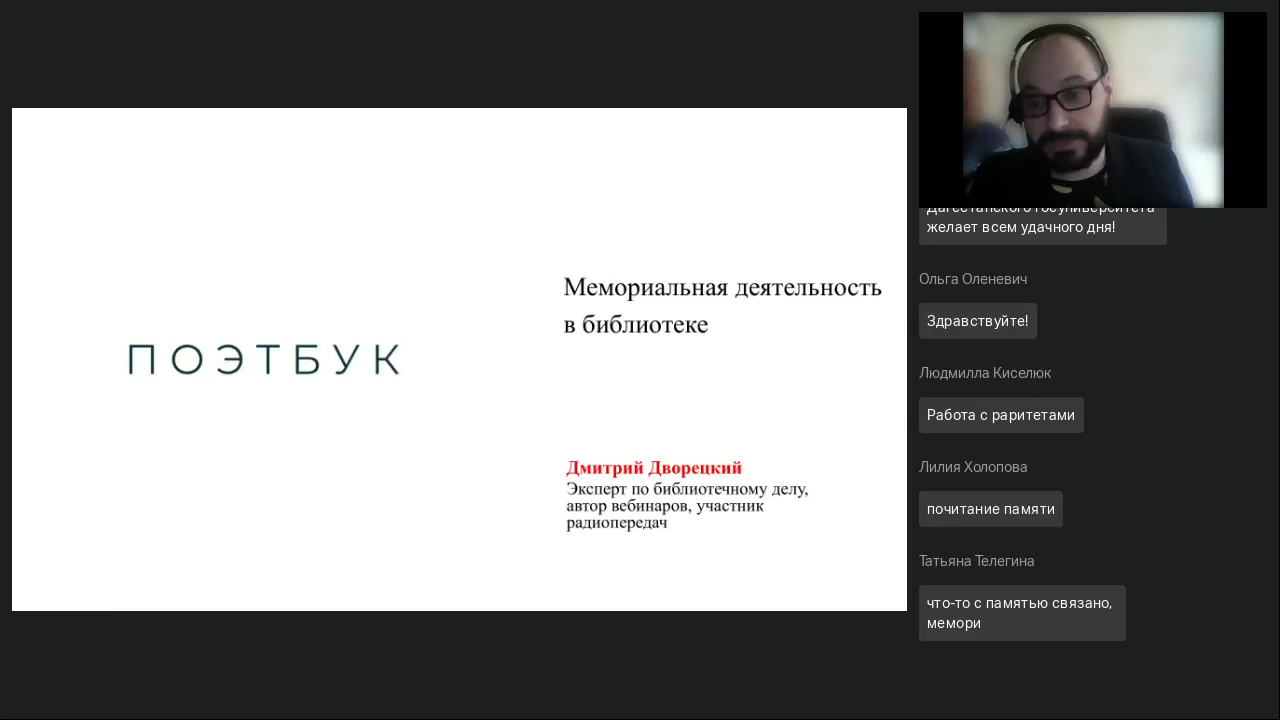 ПОЭТБУК
Мемориальная деятельность
в библиотеке
Дмитрий Дворецкий
Эксперт по библиотечному делу,
автор вебинаров, участник
радиопередач
Дагестанского госуниверситета
желает всем удачного дня!
Ольга Оленевич
Здравствуйте!
Людмилла Киселюк
Работа с раритетами
Лилия Холопова
почитание памяти
Татьяна Телегина
что-то с памятью связано,
мемори